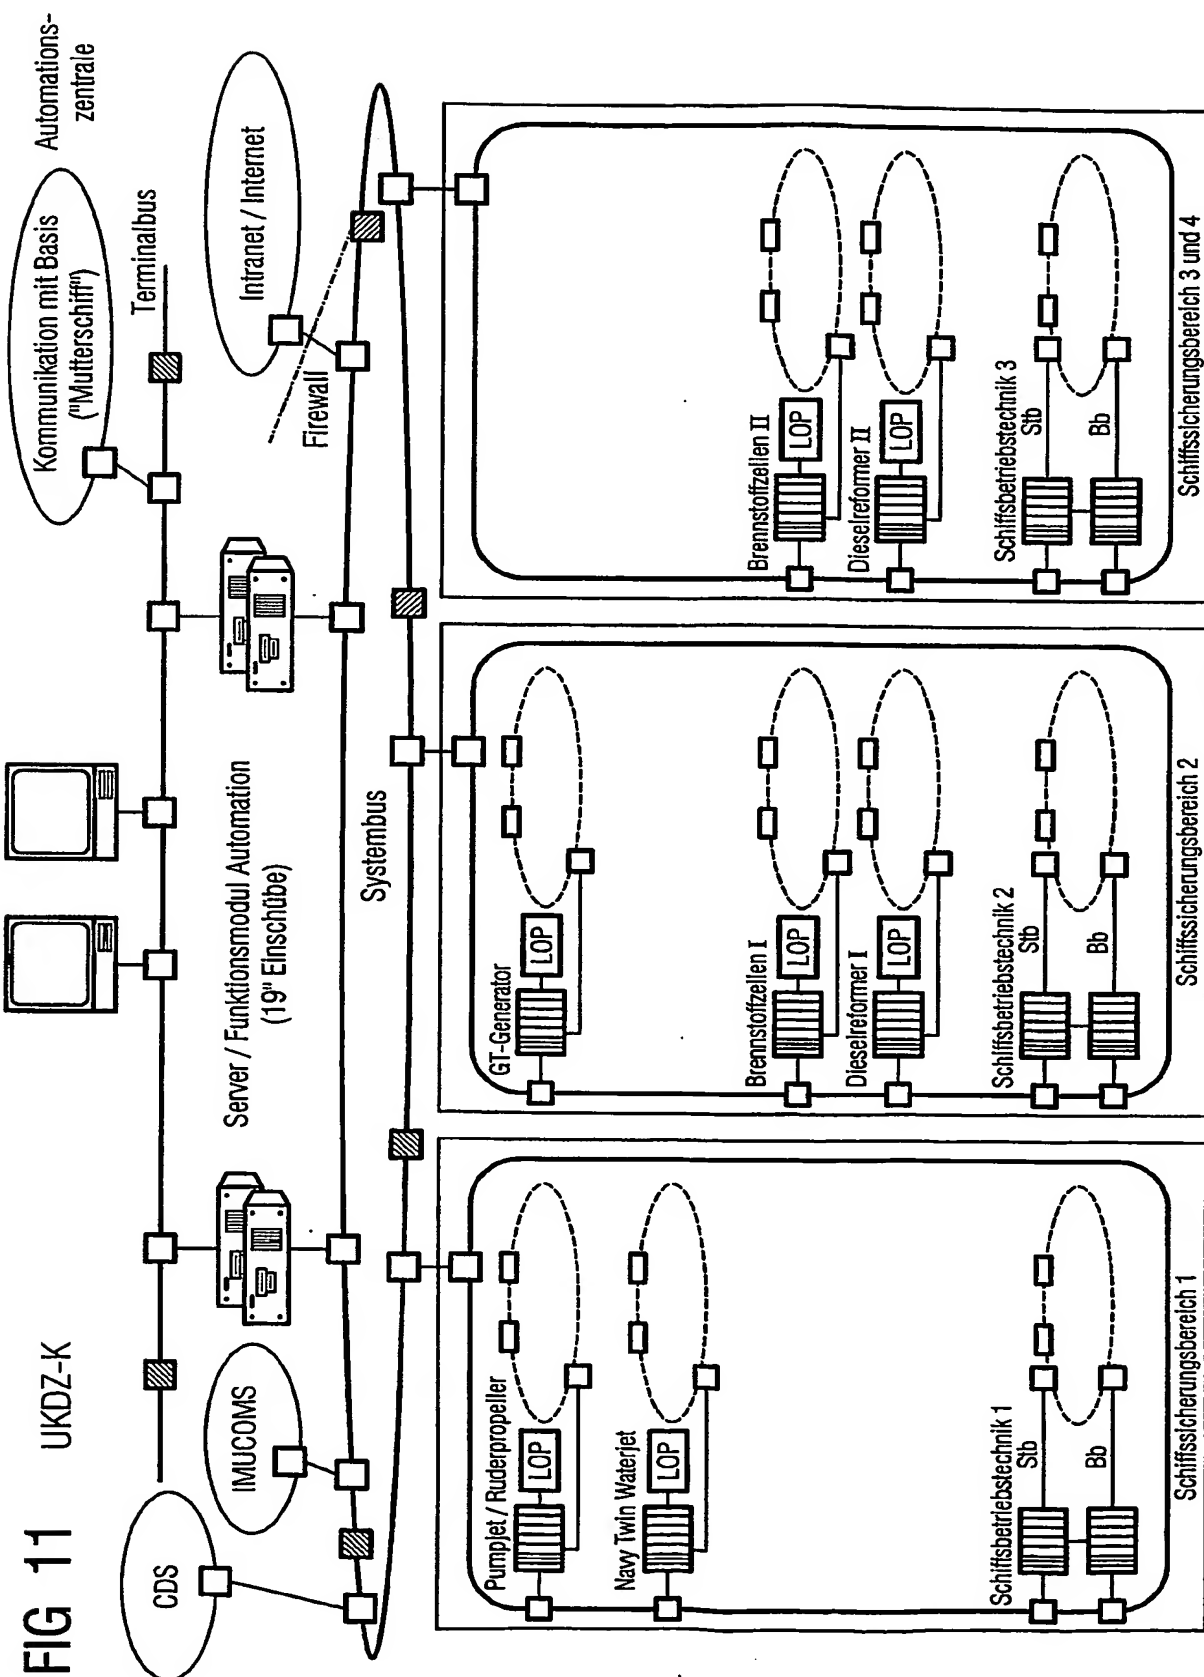 FIG 11
UKDZ-K
Automations-
zentrale
Kommunikation mit Basis
("Mutterschiff")
Terminalbus
CDS
IMUCOMS
Server / Funktionsmodul Automation
(19" Einschübe)
Intranet / Internet
Firewall
Systembus
Pumpjet / Ruderpropeller
LOP
Navy Twin Waterjet
LOP
Schiffsbetriebstechnik 1
Stb
Bb
Schiffssicherungsbereich 1
GT-Generator
LOP
Brennstoffzellen I
LOP
Dieselreformer I
LOP
Schiffsbetriebstechnik 2
Stb
Bb
Schiffssicherungsbereich 2
Brennstoffzellen II
LOP
Dieselreformer II
LOP
Schiffsbetriebstechnik 3
Stb
Bb
Schiffssicherungsbereich 3 und 4